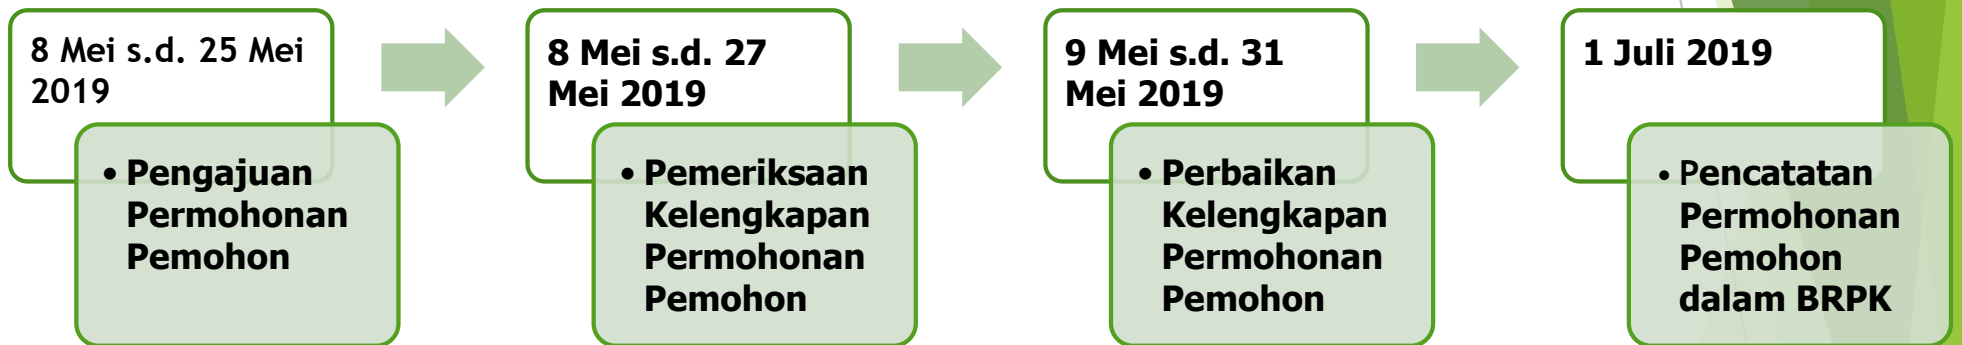 8 Mei s.d. 25 Mei
2019
• Pengajuan
Permohonan
Pemohon
8 Mei s.d. 27
Mei 2019
• Pemeriksaan
Kelengkapan
Permohonan
Pemohon
9 Mei s.d. 31
Mei 2019
• Perbaikan
Kelengkapan
Permohonan
Pemohon
1 Juli 2019
• Pencatatan
Permohonan
Pemohon
dalam BRPK